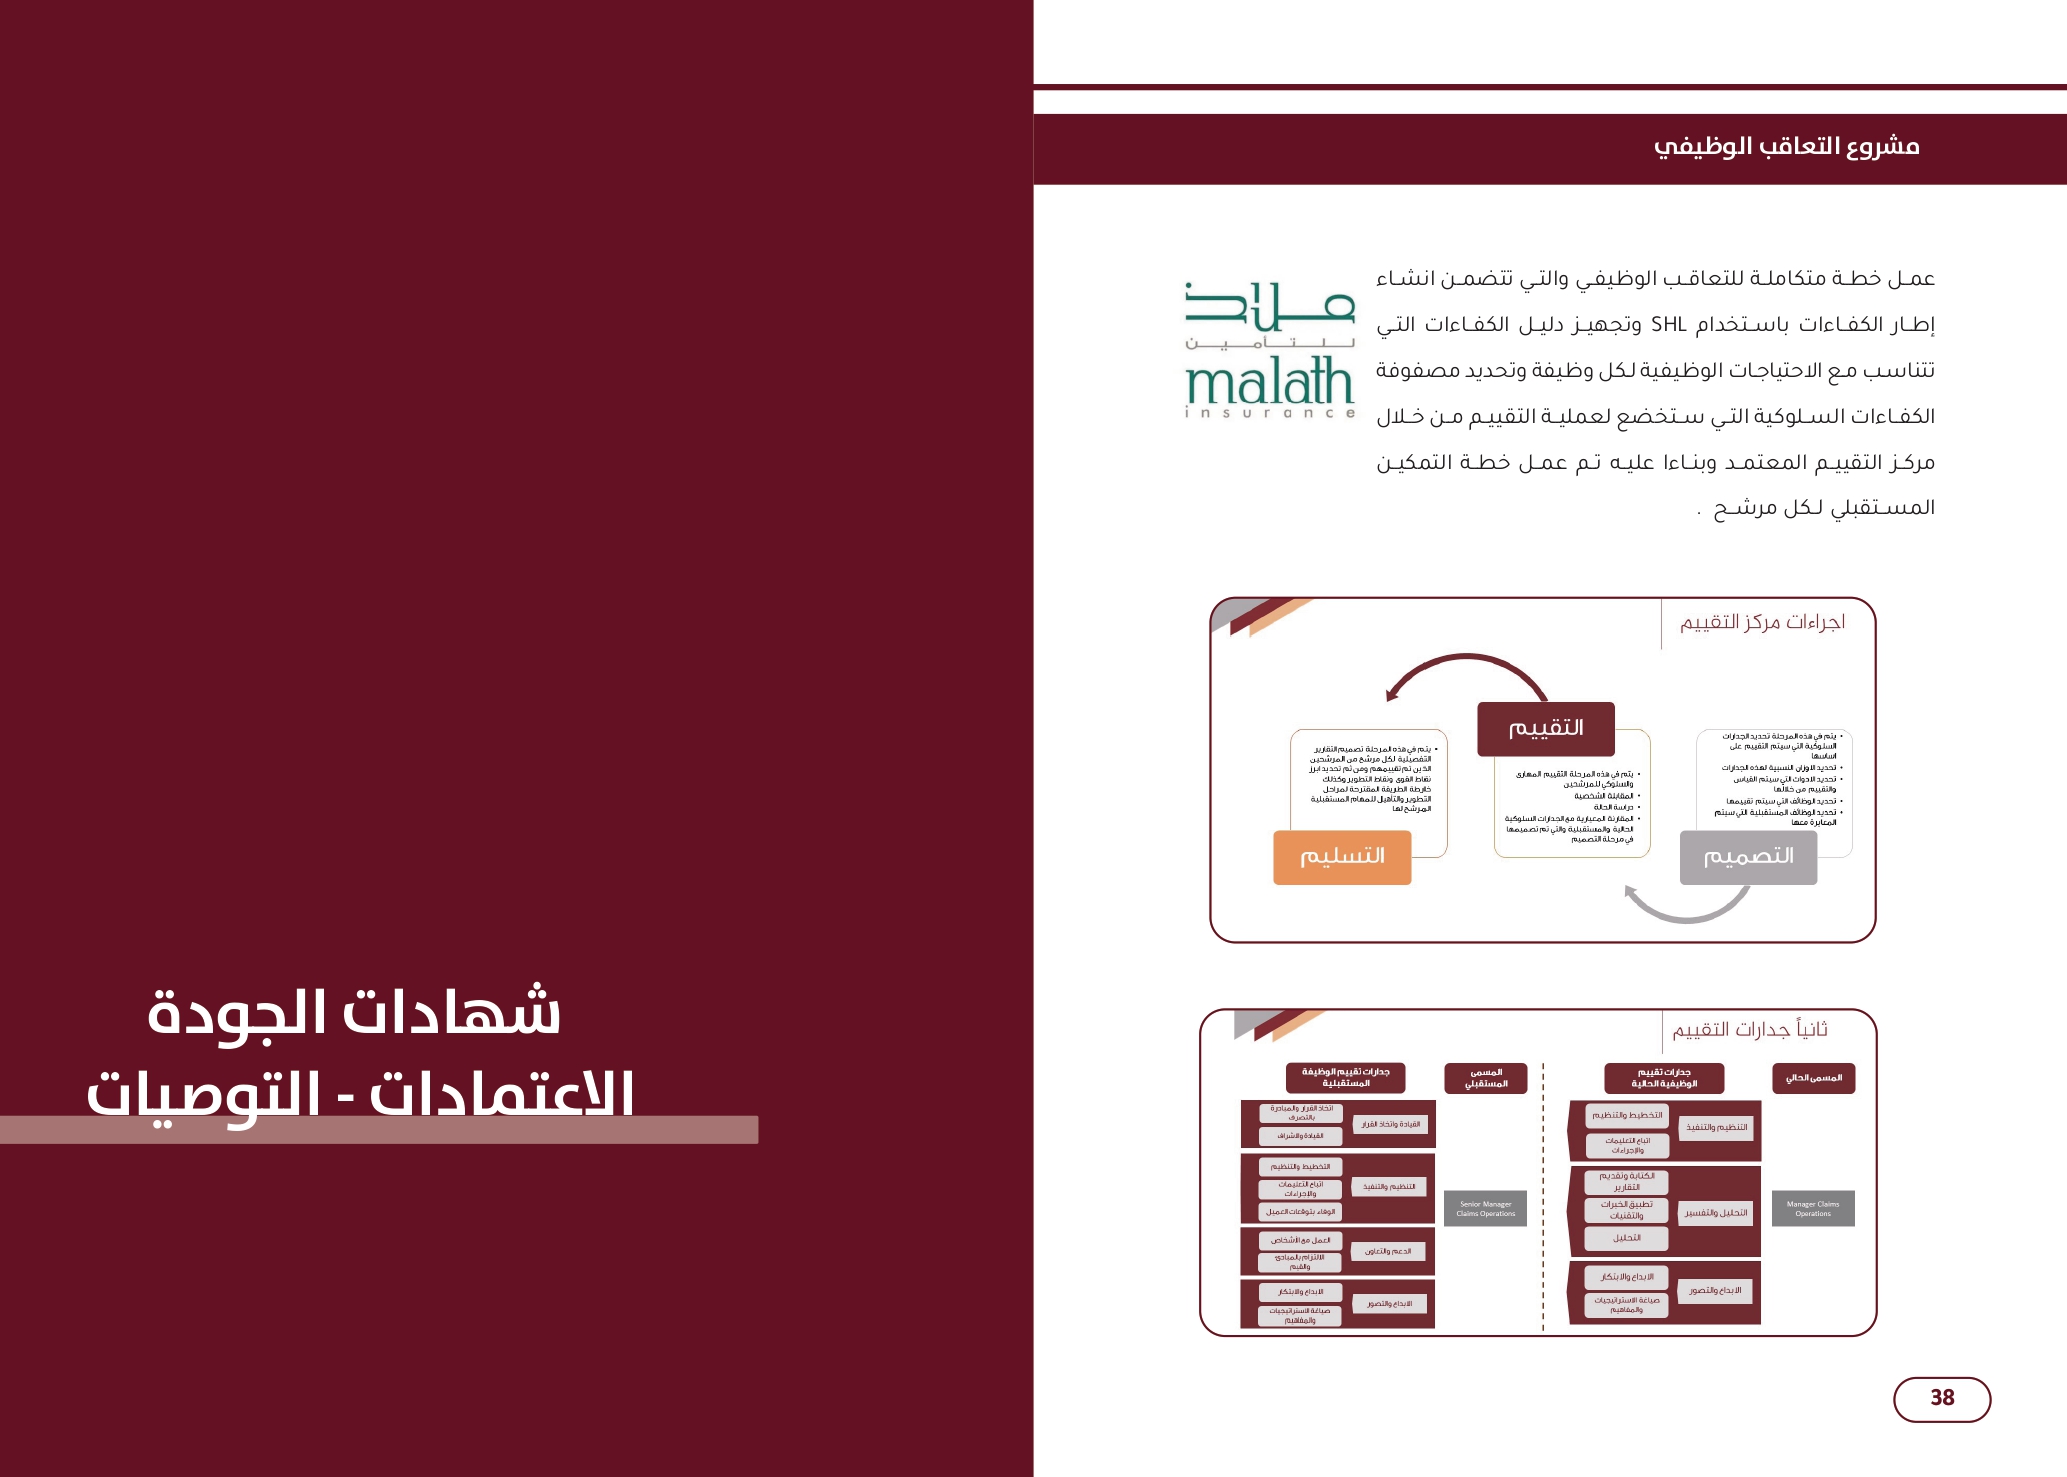 مشروع التعاقب الوظيفي
عمل خطة متكاملة للتعاقب الوظيفي والتي تتضمن انشاء
إطار الكفاءات باستخدام SHL وتجهيز دليل الكفاءات التي
تتناسب مع الاحتياجات الوظيفية لكل وظيفة وتحديد مصفوفة
الكفاءات السلوكية التي ستخضع لعملية التقييم من خلال
مركز التقييم المعتمد وبناءا عليه تم عمل خطة التمكين
المستقبلي لكل مرشح .
ملاذ
للتأمين
malath
insurance
اجراءات مركز التقييم
• يتم في هذه المرحلة تحديد الجدارات
السلوكية التي سيتم التقييم على
اساسها
• تحديد الاوزان النسبية لهذه الجدارات
• تحديد الادوات التي سيتم القياس
والتقييم من خلالها
• تحديد الوظائف التي سيتم تقييمها
• تحديد الوظائف المستقبلية التي سيتم
المعايرة معها
التصميم
التقييم
• يتم في هذه المرحلة التقييم المهارى
والسلوكي للمرشحين
• المقابلة الشخصية
• دراسة الحالة
• المقارنة المعيارية مع الجدارات السلوكية
الحالية والمستقبلية والتي تم تصميمها
في مرحلة التصميم
• يتم في هذه المرحلة تصميم التقارير
التفصيلية لكل مرشح من المرشحين
الذين تم تقييمهم ومن ثم تحديد ابرز
نقاط القوى ونقاط التطوير وكذلك
خارطة الطريقة المقترحة لمراحل
التطوير والتأهيل للمهام المستقبلية
المرشح لها
التسليم
ثانياً جدارات التقييم
المسمى الحالي
جدارات تقييم
الوظيفية الحالية
المسمى
المستقبلي
جدارات تقييم الوظيفة
المستقبلية
Manager Claims
Operations
التنظيم والتنفيذ
التخطيط والتنظيم
اتباع التعليمات
والإجراءات
التحليل والتفسير
الكتابة وتقديم
التقارير
تطبيق الخبرات
والتقنيات
التحليل
الابداع والتصور
الابداع والابتكار
صياغة الاستراتيجيات
والمفاهيم
Senior Manager
Claims Operations
القيادة واتخاذ القرار
اتخاذ القرار والمبادرة
بالتصرف
القيادة والاشراف
التنظيم والتنفيذ
التخطيط والتنظيم
اتباع التعليمات
والاجراءات
الوفاء بتوقعات العميل
الدعم والتعاون
العمل مع الأشخاص
الالتزام بالمبادئ
والقيم
الابداع والتصور
الابداع والابتكار
صياغة الاستراتيجيات
والمفاهيم
38
شهادات الجودة
الاعتمادات - التوصيات